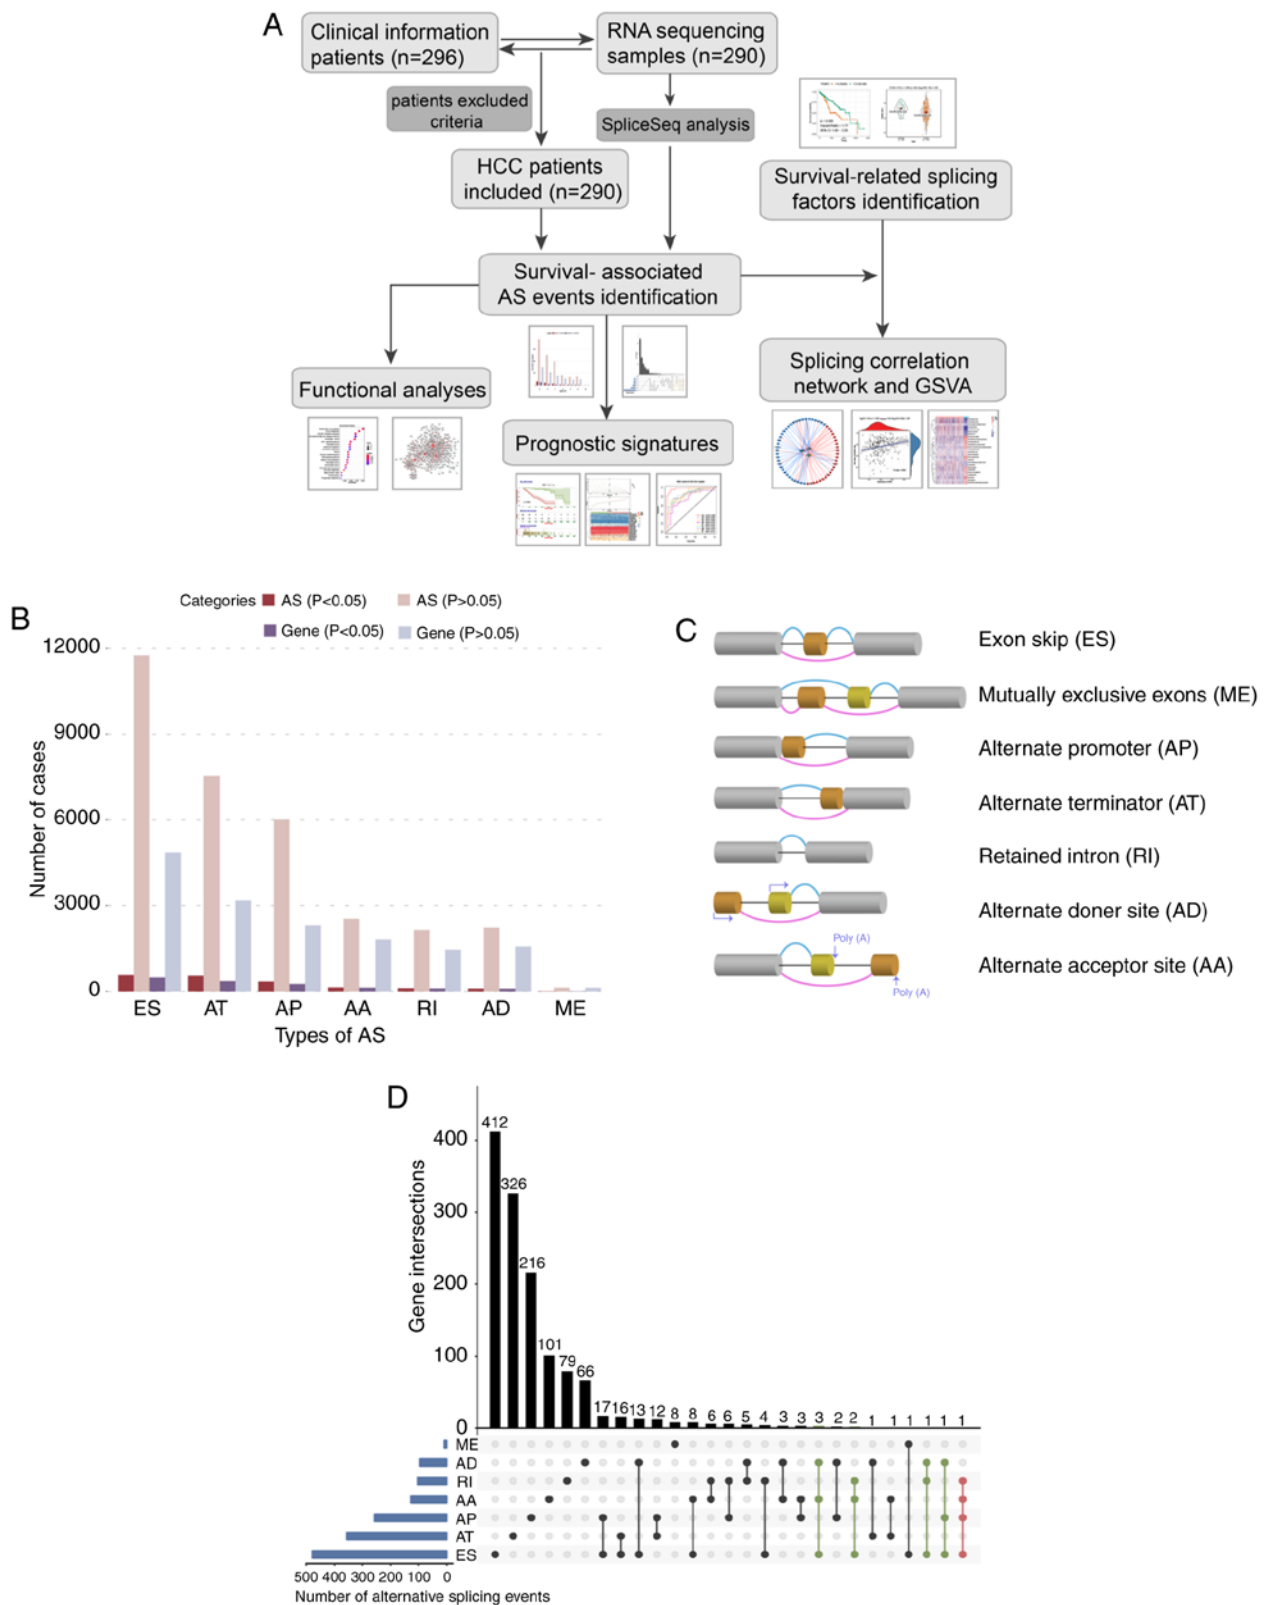 A
Clinical information
patients (n=296)
RNA sequencing
samples (n=290)
patients excluded
criteria
SpliceSeq analysis
HCC patients
included (n=290)
Survival-related splicing
factors identification
Survival- associated
AS events identification
Functional analyses
Splicing correlation
network and GSVA
Prognostic signatures
B
Categories AS (P<0.05) AS (P>0.05)
Gene (P<0.05) Gene (P>0.05)
Number of cases
12000
9000
6000
3000
0
ES AT AP AA RI AD ME
Types of AS
C
Exon skip (ES)
Mutually exclusive exons (ME)
Alternate promoter (AP)
Alternate terminator (AT)
Retained intron (RI)
Alternate doner site (AD)
Poly (A)
Alternate acceptor site (AA)
Poly (A)
D
Gene intersections
400
300
200
100
0
412
326
216
101
79
66
17 16 13 12 8 8 6 6 5 4 3 3 3 2 2 1 1 1 1 1 1
ME
AD
RI
AA
AP
AT
ES
500 400 300 200 100 0
Number of alternative splicing events